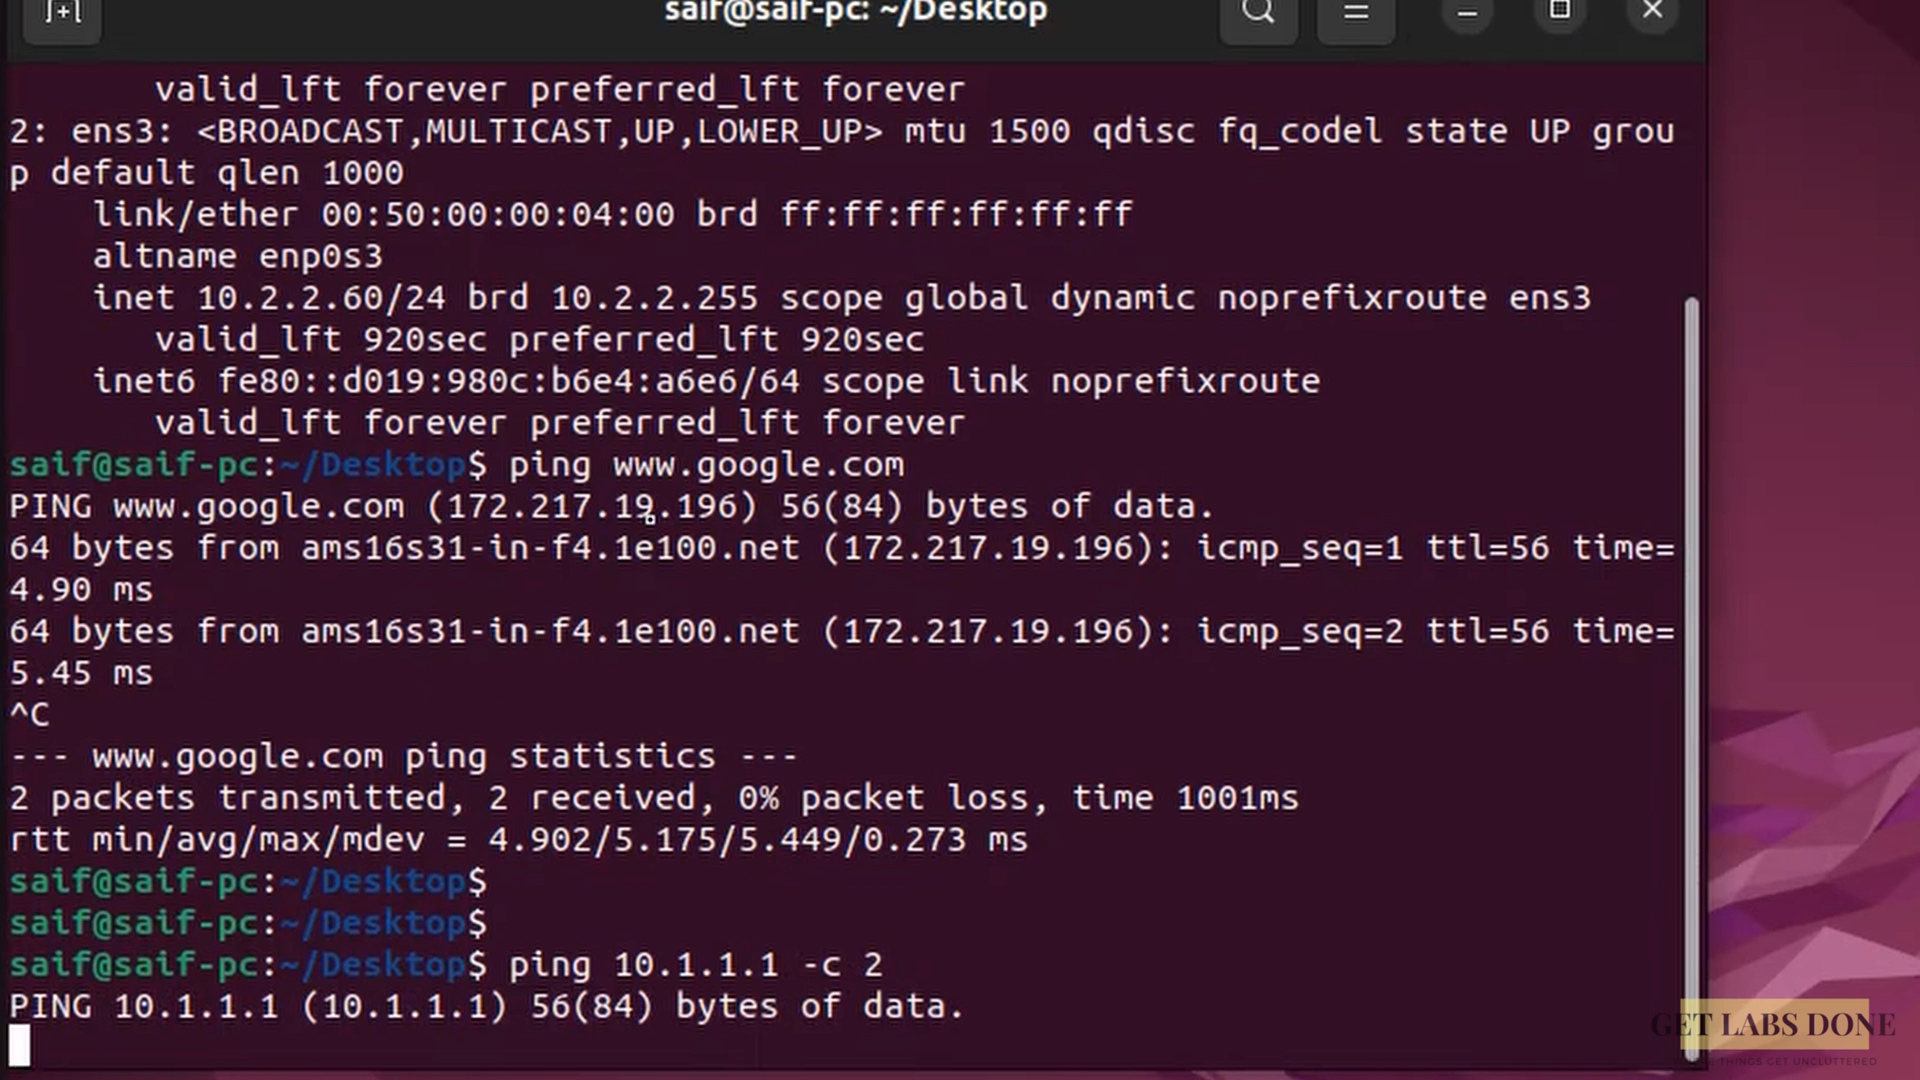 saif@saif-pc: ~/Desktop
valid_lft forever preferred_lft forever
2: ens3: <BROADCAST,MULTICAST,UP,LOWER_UP> mtu 1500 qdisc fq_codel state UP grou
p default qlen 1000
link/ether 00:50:00:00:04:00 brd ff:ff:ff:ff:ff:ff
altname enp0s3
inet 10.2.2.60/24 brd 10.2.2.255 scope global dynamic noprefixroute ens3
valid_lft 920sec preferred_lft 920sec
inet6 fe80::d019:980c:b6e4:a6e6/64 scope link noprefixroute
valid_lft forever preferred_lft forever
saif@saif-pc:~/Desktop$ ping www.google.com
PING www.google.com (172.217.19.196) 56(84) bytes of data.
64 bytes from ams16s31-in-f4.1e100.net (172.217.19.196): icmp_seq=1 ttl=56 time=
4.90 ms
64 bytes from ams16s31-in-f4.1e100.net (172.217.19.196): icmp_seq=2 ttl=56 time=
5.45 ms
^C
--- www.google.com ping statistics ---
2 packets transmitted, 2 received, 0% packet loss, time 1001ms
rtt min/avg/max/mdev = 4.902/5.175/5.449/0.273 ms
saif@saif-pc:~/Desktop$
saif@saif-pc:~/Desktop$
saif@saif-pc:~/Desktop$ ping 10.1.1.1 -c 2
PING 10.1.1.1 (10.1.1.1) 56(84) bytes of data.
GET LABS DONE
THINGS GET UNCLUTTERED